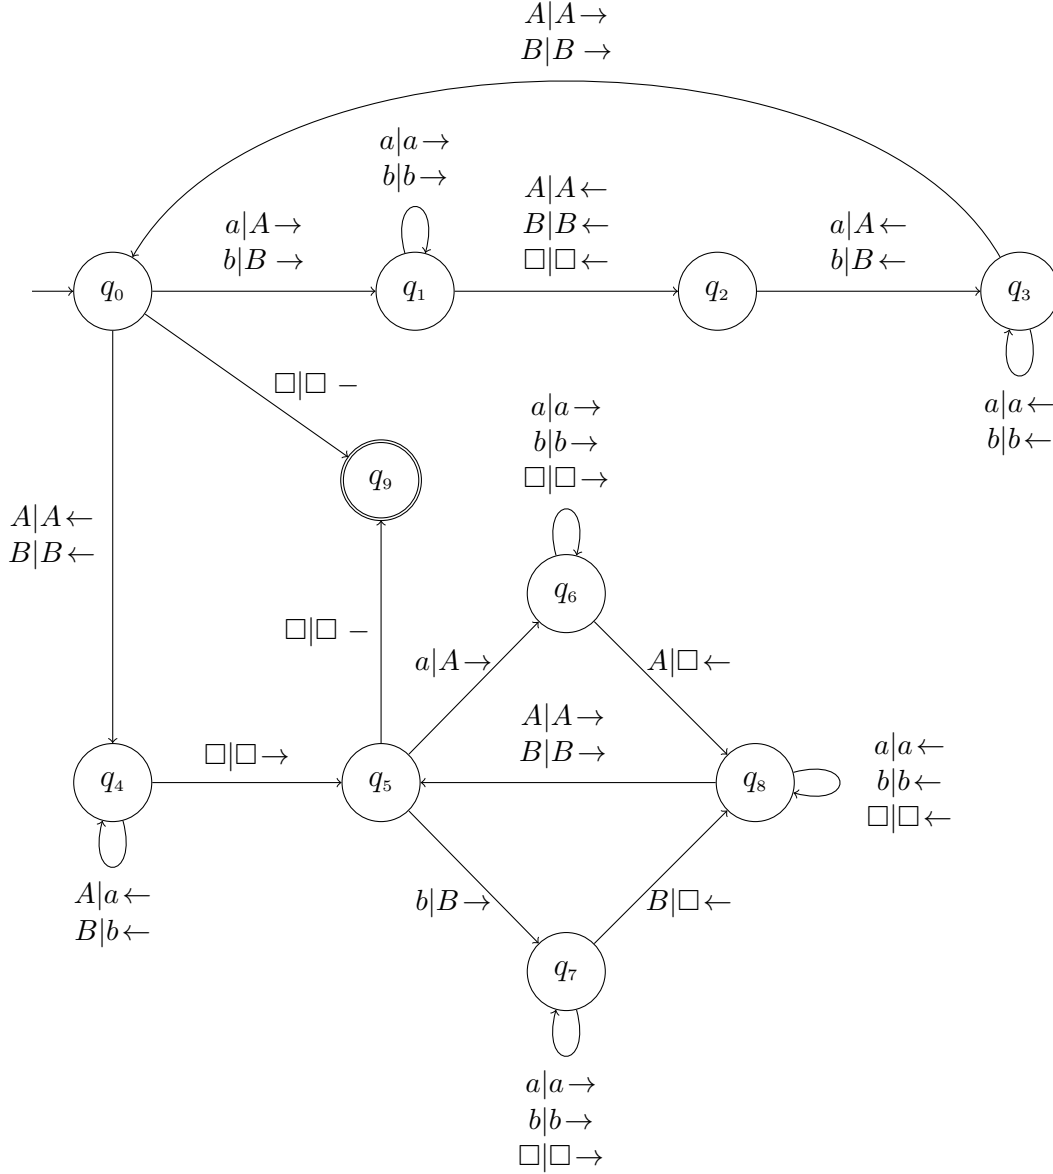 A|A→
B|B→
a|a→
b|b→
A|A←
B|B←
□|□←
a|A→
b|B→
a|A←
b|B←
q₀
q₁
q₂
q₃
□|□ −
a|a→
b|b→
□|□→
a|a←
b|b←
q₉
A|A←
B|B←
q₆
□|□ −
a|A→
A|□←
A|A→
B|B→
□|□→
a|a←
b|b←
□|□←
q₄
q₅
q₈
A|a←
B|b←
b|B→
B|□←
q₇
a|a→
b|b→
□|□→